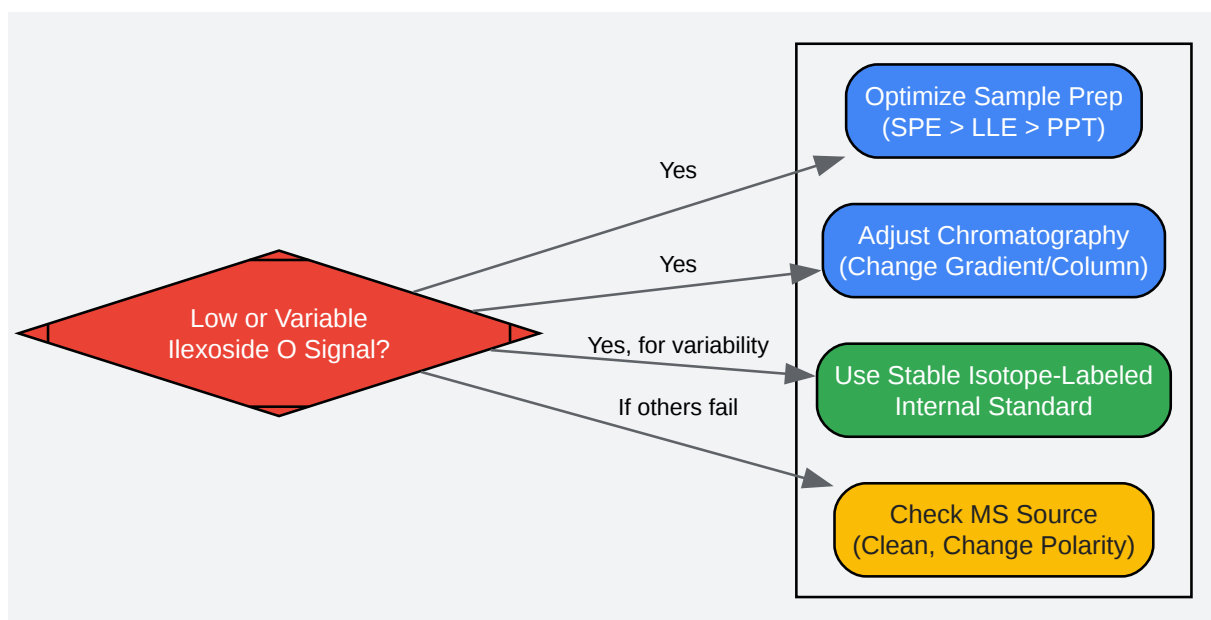 Low or Variable
Ilexoside O Signal?
Yes
Yes
Yes, for variability
If others fail
Optimize Sample Prep
(SPE > LLE > PPT)
Adjust Chromatography
(Change Gradient/Column)
Use Stable Isotope-Labeled
Internal Standard
Check MS Source
(Clean, Change Polarity)